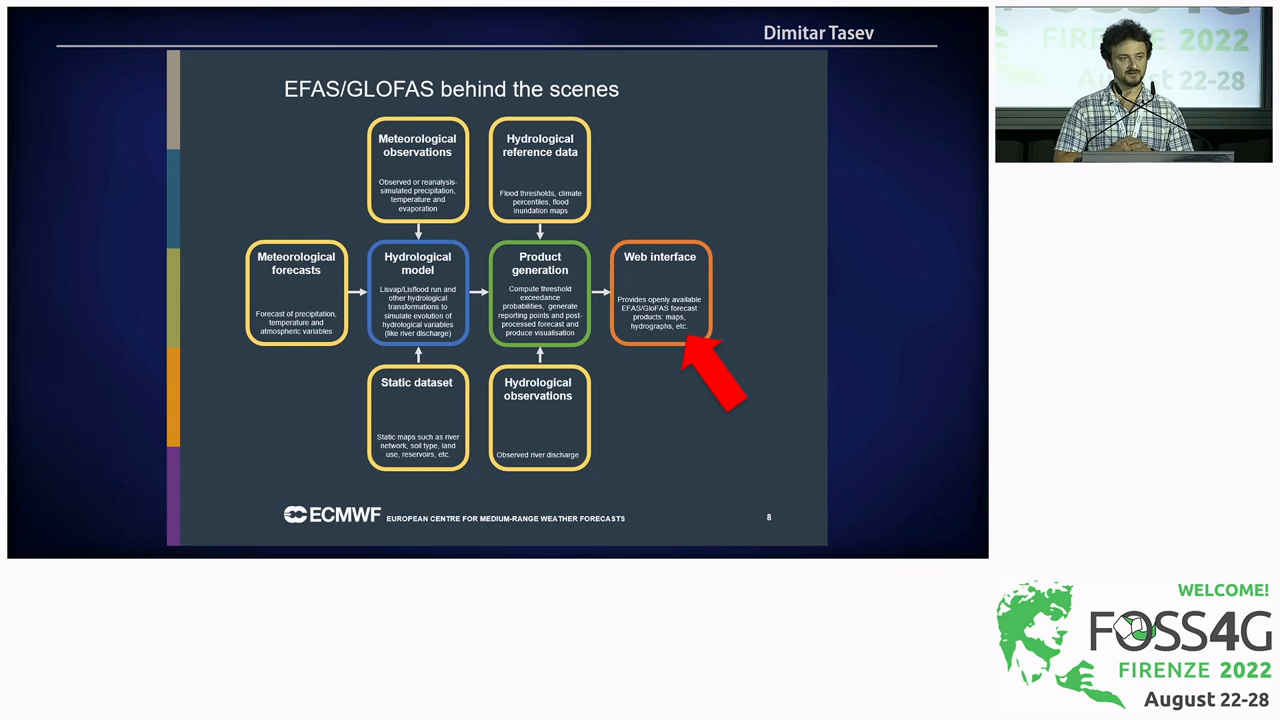 Dimitar Tasev
EFAS/GLOFAS behind the scenes
Meteorological
observations
Observed or reanalysis-
simulated precipitation,
temperature and
evaporation
Hydrological
reference data
Flood thresholds, climate
percentiles, flood
inundation maps
Meteorological
forecasts
Forecast of precipitation,
temperature and
atmospheric variables
Hydrological
model
Lisvap/Lisflood run and
other hydrological
transformations to
simulate evolution of
hydrological variables
(like river discharge)
Product
generation
Compute threshold
exceedance
probabilities, generate
reporting points and post-
processed forecast and
produce visualisation
Web interface
Provides openly available
EFAS/GloFAS forecast
products: maps,
hydrographs, etc.
Static dataset
Static maps such as river
network, soil type, land
use, reservoirs, etc.
Hydrological
observations
Observed river discharge
ECMWF EUROPEAN CENTRE FOR MEDIUM-RANGE WEATHER FORECASTS
8
FIRENZE 2022
August 22-28
WELCOME!
FOSS4G
FIRENZE 2022
August 22-28